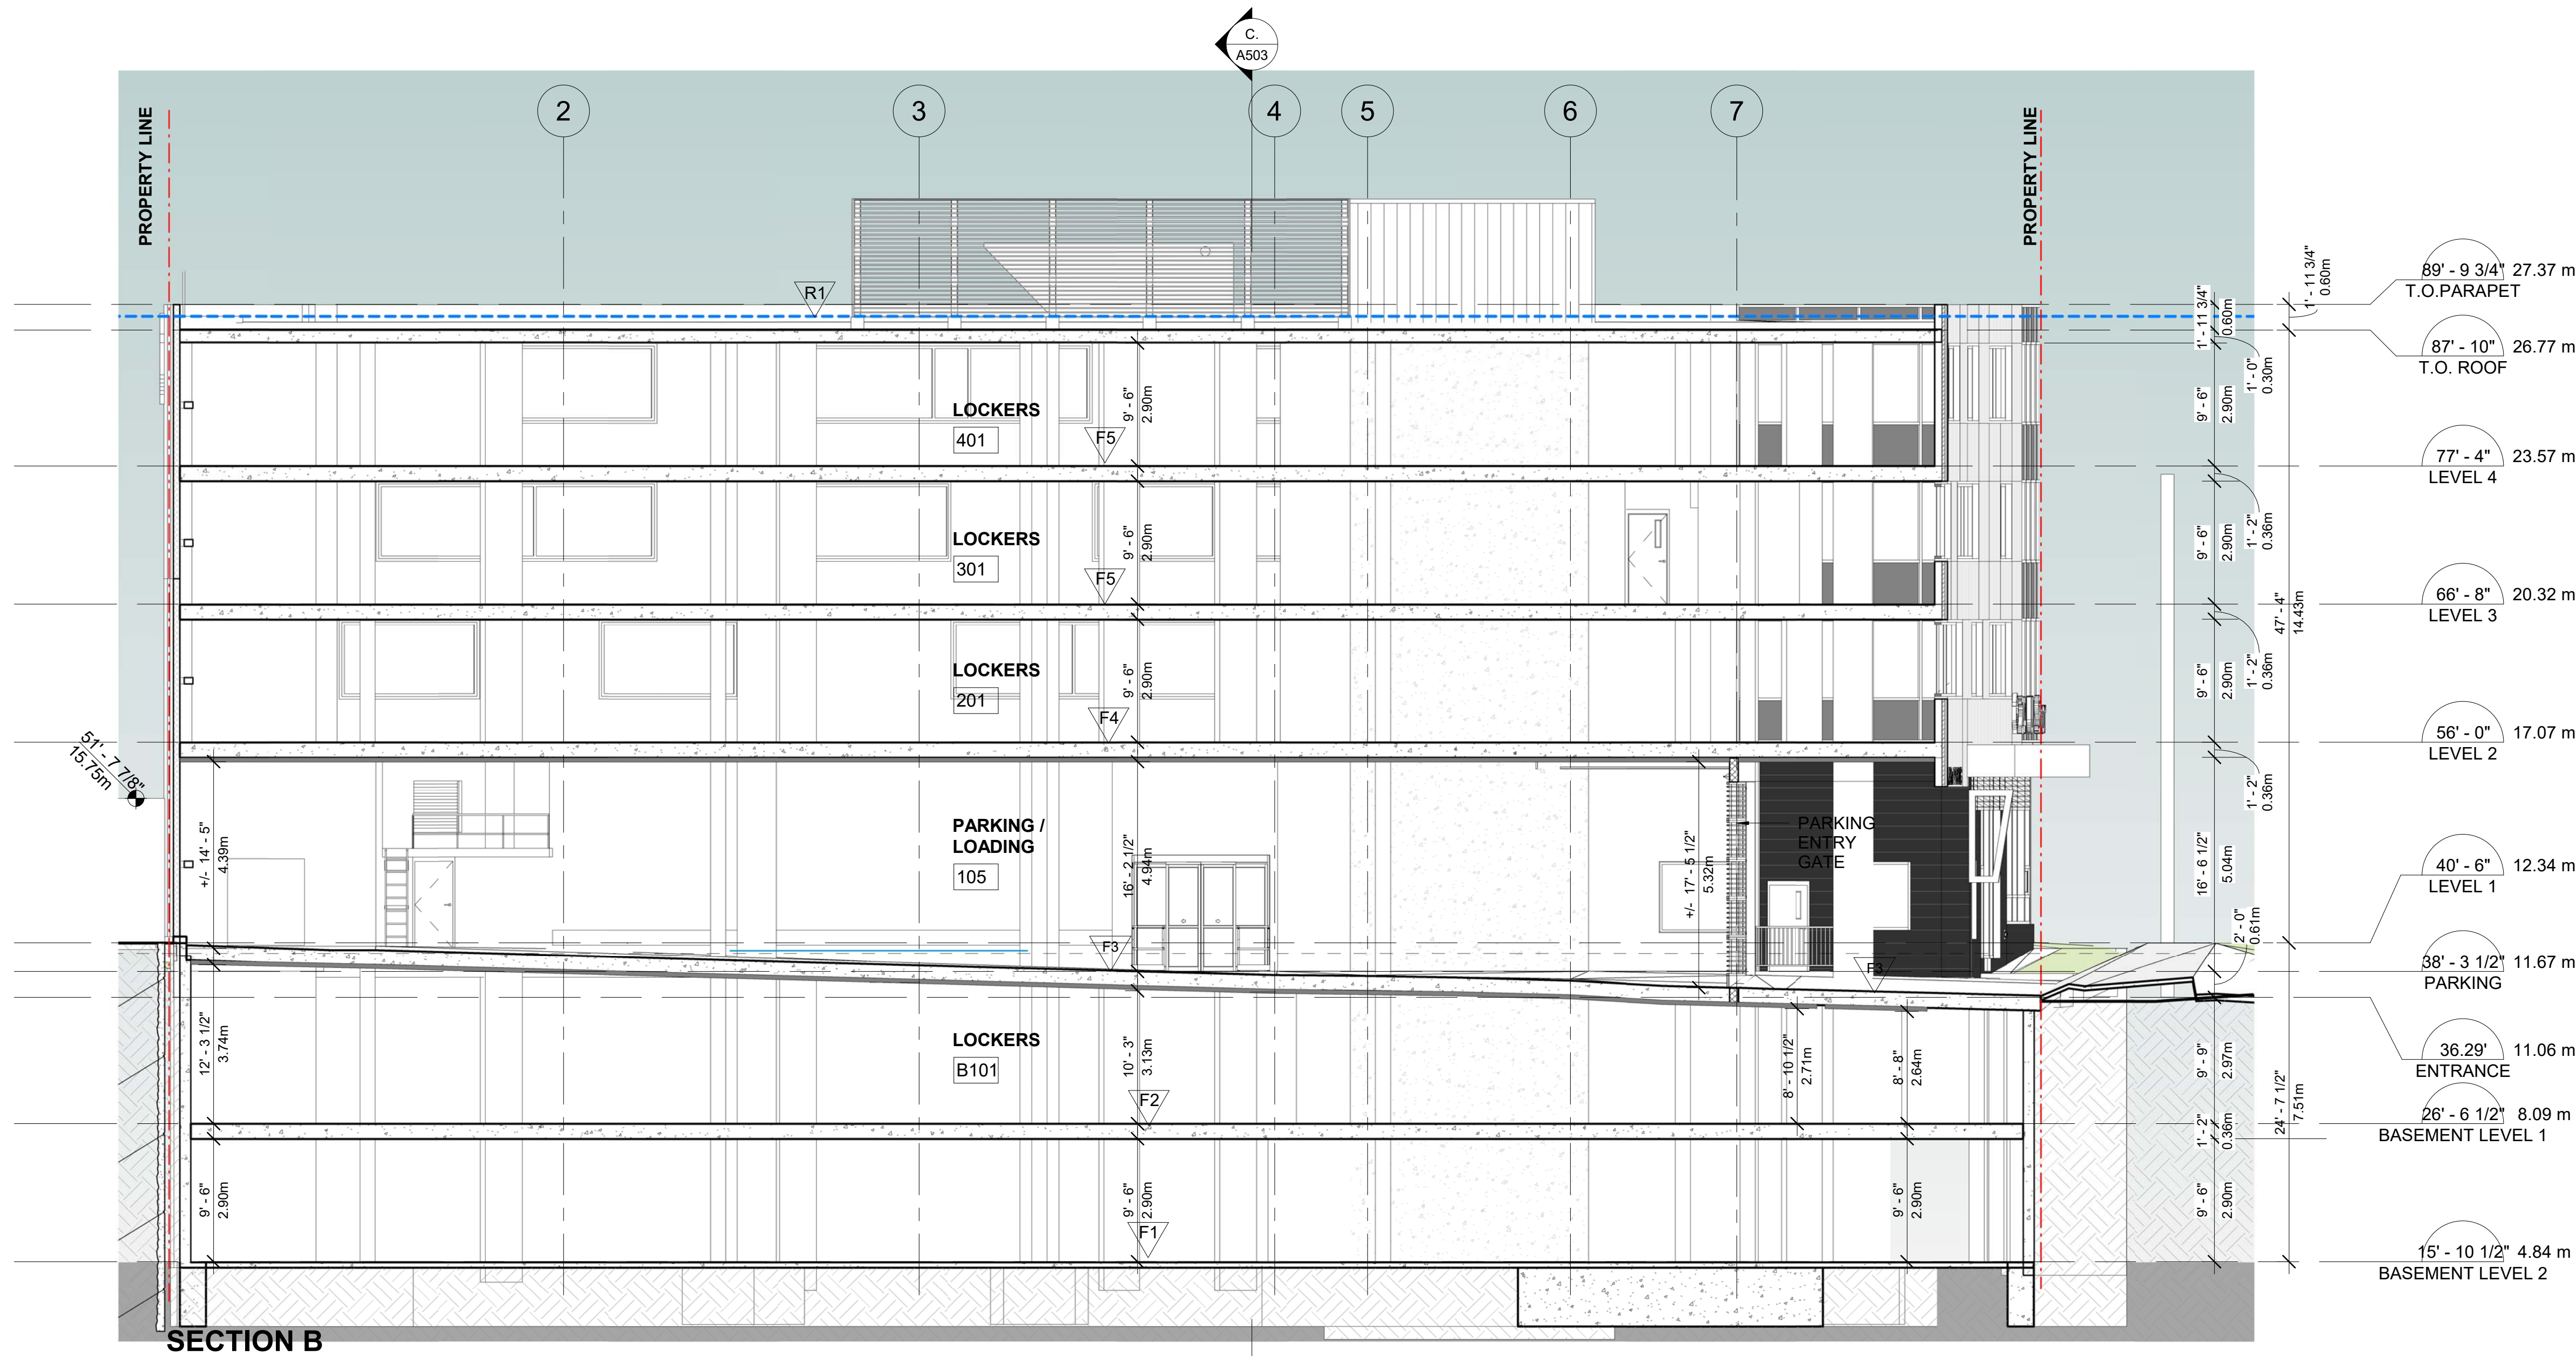 C.
A503
2
3
4
5
6
7
PROPERTY LINE
PROPERTY LINE
R1
1' - 11 3/4"
0.60m
1' - 11 3/4"
0.60m
89' - 9 3/4" 27.37 m
T.O.PARAPET
87' - 10" 26.77 m
T.O. ROOF
1' - 0"
0.30m
LOCKERS
401
F5
9' - 6"
2.90m
9' - 6"
2.90m
77' - 4" 23.57 m
LEVEL 4
1' - 2"
0.36m
LOCKERS
301
F5
9' - 6"
2.90m
9' - 6"
2.90m
66' - 8" 20.32 m
LEVEL 3
47' - 4"
14.43m
1' - 2"
0.36m
LOCKERS
201
F4
9' - 6"
2.90m
9' - 6"
2.90m
56' - 0" 17.07 m
LEVEL 2
1' - 2"
0.36m
51' - 7 7/8"
15.75m
+/- 14' - 5"
4.39m
PARKING /
LOADING
105
16' - 2 1/2"
4.94m
+/- 17' - 5 1/2"
5.32m
PARKING
ENTRY
GATE
16' - 6 1/2"
5.04m
40' - 6" 12.34 m
LEVEL 1
2' - 0"
0.61m
F3
F3
38' - 3 1/2" 11.67 m
PARKING
12' - 3 1/2"
3.74m
LOCKERS
B101
10' - 3"
3.13m
F2
8' - 10 1/2"
2.71m
8' - 8"
2.64m
9' - 9"
2.97m
36.29' 11.06 m
ENTRANCE
24' - 7 1/2"
7.51m
26' - 6 1/2" 8.09 m
BASEMENT LEVEL 1
1' - 2"
0.36m
9' - 6"
2.90m
9' - 6"
2.90m
F1
9' - 6"
2.90m
9' - 6"
2.90m
15' - 10 1/2" 4.84 m
BASEMENT LEVEL 2
SECTION B